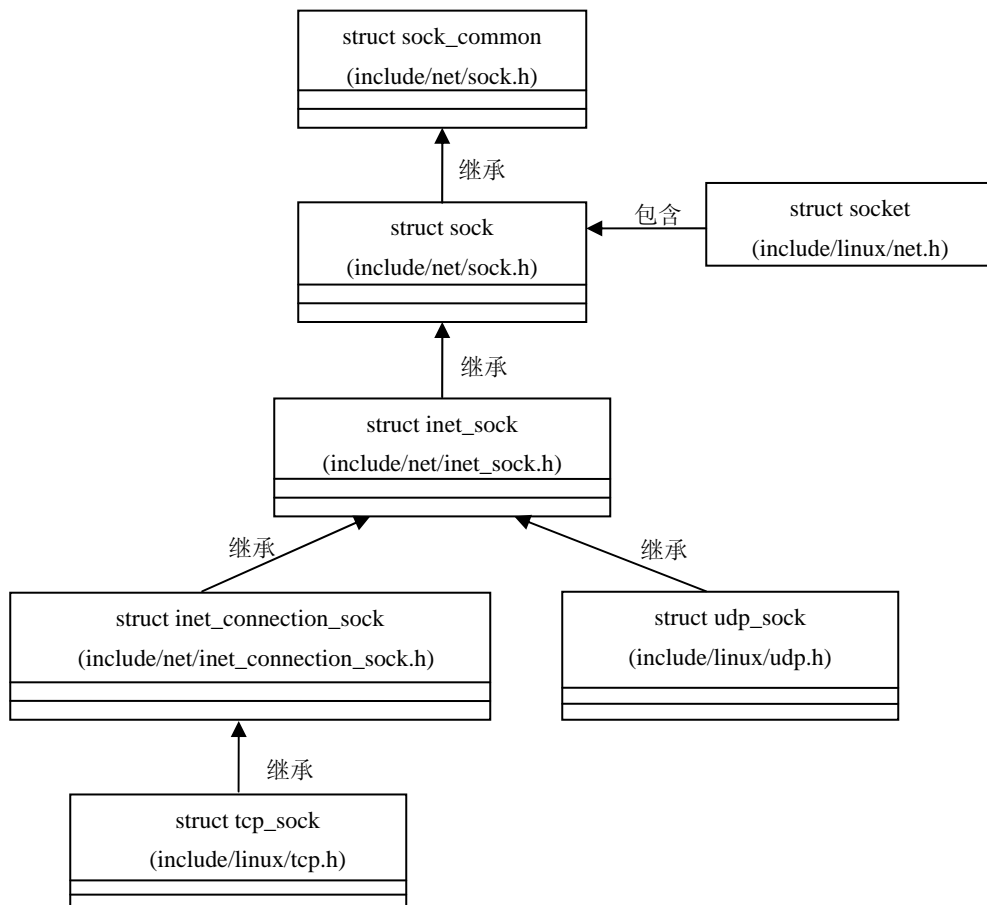 struct sock_common
(include/net/sock.h)
继承
struct sock
(include/net/sock.h)
包含
struct socket
(include/linux/net.h)
继承
struct inet_sock
(include/net/inet_sock.h)
继承
继承
struct inet_connection_sock
(include/net/inet_connection_sock.h)
struct udp_sock
(include/linux/udp.h)
继承
struct tcp_sock
(include/linux/tcp.h)